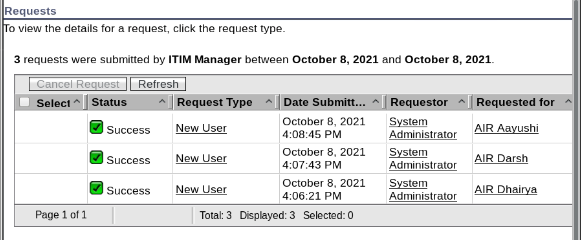 Requests
To view the details for a request, click the request type.
3 requests were submitted by ITIM Manager between October 8, 2021 and October 8, 2021.
Cancel Request Refresh
Select ^ Status ^ Request Type ^ Date Submitt... ^ Requestor ^ Requested for ^
Success New User October 8, 2021 4:08:45 PM System Administrator AIR Aayushi
Success New User October 8, 2021 4:07:43 PM System Administrator AIR Darsh
Success New User October 8, 2021 4:06:21 PM System Administrator AIR Dhairya
Page 1 of 1 Total: 3 Displayed: 3 Selected: 0